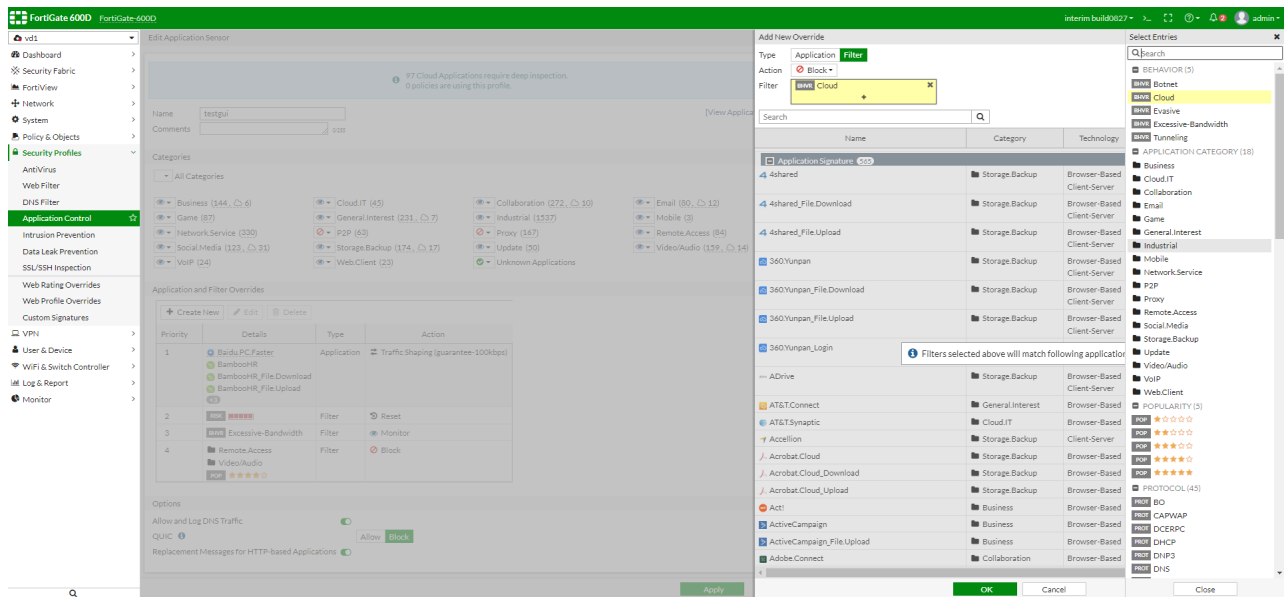 FortiGate 600D FortiGate-600D
interim build0827
2
admin
vd1
Dashboard
Security Fabric
FortiView
Network
System
Policy & Objects
Security Profiles
AntiVirus
Web Filter
DNS Filter
Application Control
Intrusion Prevention
Data Leak Prevention
SSL/SSH Inspection
Web Rating Overrides
Web Profile Overrides
Custom Signatures
VPN
User & Device
WiFi & Switch Controller
Log & Report
Monitor
Edit Application Sensor
97 Cloud Applications require deep inspection.
0 policies are using this profile.
Name testgui [View Applica
Comments 0/255
Categories
All Categories
Business (144, 6) Cloud.IT (45) Collaboration (272, 10) Email (80, 12)
Game (87) General.Interest (231, 7) Industrial (1537) Mobile (3)
Network.Service (330) P2P (63) Proxy (167) Remote.Access (84)
Social.Media (123, 31) Storage.Backup (174, 17) Update (50) Video/Audio (159, 14)
VoIP (24) Web.Client (23) Unknown Applications
Application and Filter Overrides
Create New Edit Delete
Priority Details Type Action
1 Baidu.PC.Faster Application Traffic Shaping (guarantee-100kbps)
BambooHR
BambooHR_File.Download
BambooHR_File.Upload
+3
2 RISK Filter Reset
3 BHVR Excessive-Bandwidth Filter Monitor
4 Remote.Access Filter Block
Video/Audio
POP
Options
Allow and Log DNS Traffic
QUIC Allow Block
Replacement Messages for HTTP-based Applications
Apply
Add New Override
Type Application Filter
Action Block
Filter BHVR Cloud
+
Search
Name Category Technology
Application Signature 565
4shared Storage.Backup Browser-Based
Client-Server
4shared_File.Download Storage.Backup Browser-Based
Client-Server
4shared_File.Upload Storage.Backup Browser-Based
Client-Server
360.Yunpan Storage.Backup Browser-Based
Client-Server
360.Yunpan_File.Download Storage.Backup Browser-Based
Client-Server
360.Yunpan_File.Upload Storage.Backup Browser-Based
Client-Server
360.Yunpan_Login
Filters selected above will match following application
ADrive Storage.Backup Browser-Based
Client-Server
AT&T.Connect General.Interest Browser-Based
AT&T.Synaptic Cloud.IT Browser-Based
Accellion Storage.Backup Client-Server
Acrobat.Cloud Storage.Backup Browser-Based
Acrobat.Cloud_Download Storage.Backup Browser-Based
Acrobat.Cloud_Upload Storage.Backup Browser-Based
Act! Business Browser-Based
ActiveCampaign Business Browser-Based
ActiveCampaign_File.Upload Business Browser-Based
Adobe.Connect Collaboration Browser-Based
OK Cancel
Select Entries
Search
BEHAVIOR (5)
BHVR Botnet
BHVR Cloud
BHVR Evasive
BHVR Excessive-Bandwidth
BHVR Tunneling
APPLICATION CATEGORY (18)
Business
Cloud.IT
Collaboration
Email
Game
General.Interest
Industrial
Mobile
Network.Service
P2P
Proxy
Remote.Access
Social.Media
Storage.Backup
Update
Video/Audio
VoIP
Web.Client
POPULARITY (5)
POP
POP
POP
POP
POP
PROTOCOL (45)
PROT BO
PROT CAPWAP
PROT DCERPC
PROT DHCP
PROT DNP3
PROT DNS
Close